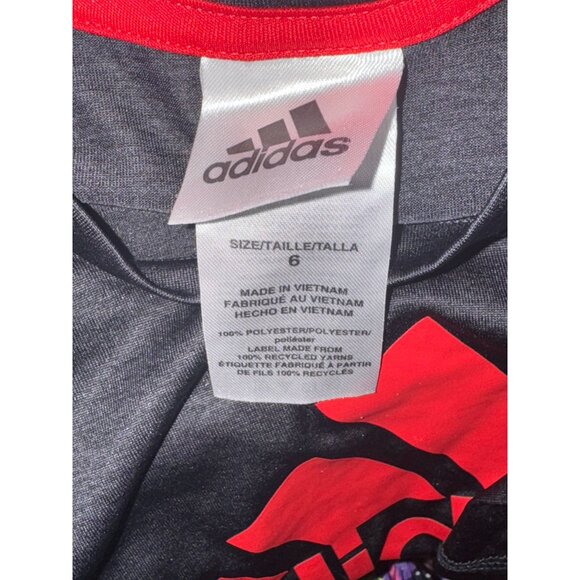 adidas
SIZE/TAILLE/TALLA
6
MADE IN VIETNAM
FABRIQUÉ AU VIETNAM
HECHO EN VIETNAM
100% POLYESTER/POLYESTER/
poliéster
LABEL MADE FROM
100% RECYCLED YARNS
ÉTIQUETTE FABRIQUÉE À PARTIR
DE FILS 100% RECYCLÉS